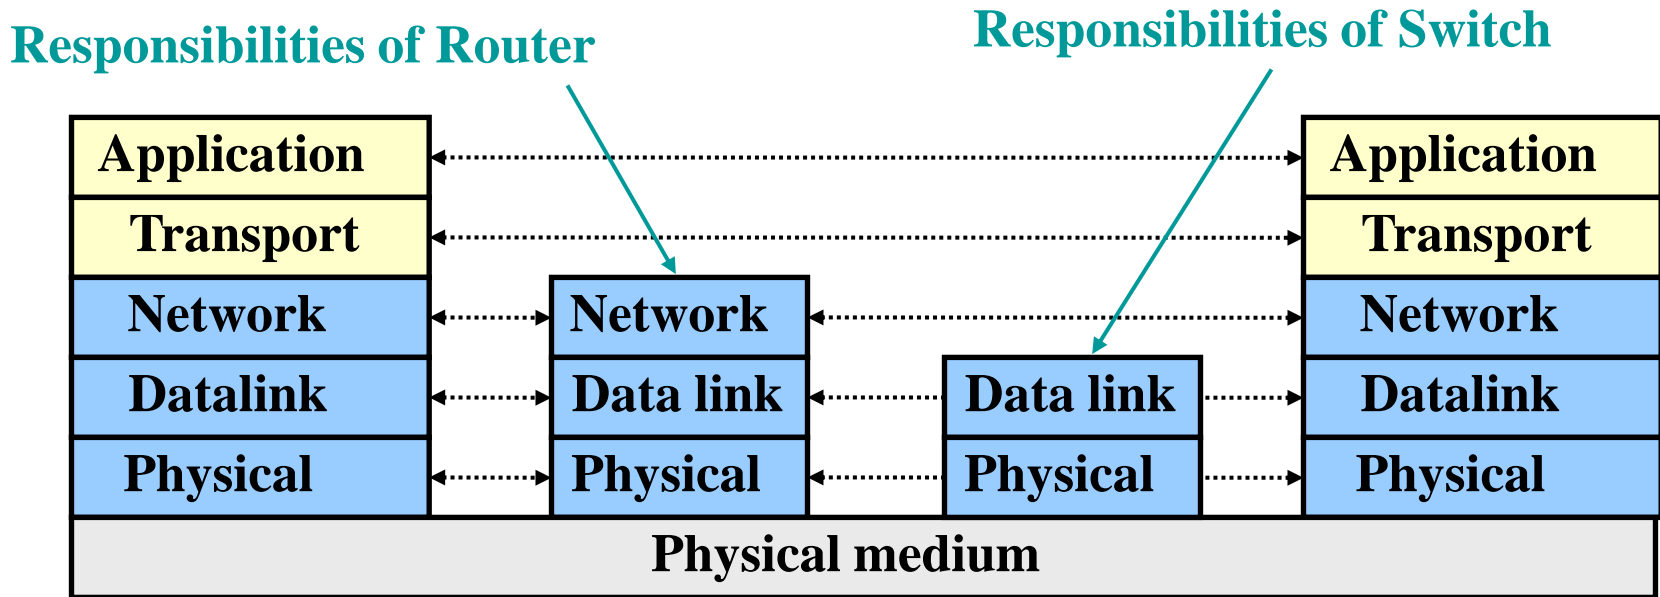 Responsibilities of Router
Responsibilities of Switch
Application
Application
Transport
Transport
Network
Network
Network
Datalink
Data link
Data link
Datalink
Physical
Physical
Physical
Physical
Physical medium